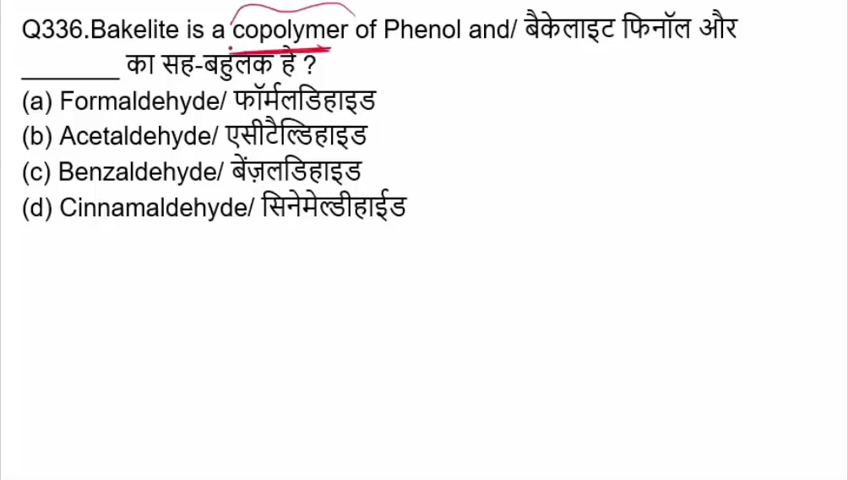 Q336.Bakelite is a copolymer of Phenol and/ बैकेलाइट फिनॉल और
_______ का सह-बहुलक है ?
(a) Formaldehyde/ फॉर्मलडिहाइड
(b) Acetaldehyde/ एसीटैल्डिहाइड
(c) Benzaldehyde/ बेंज़लडिहाइड
(d) Cinnamaldehyde/ सिनेमेल्डीहाईड